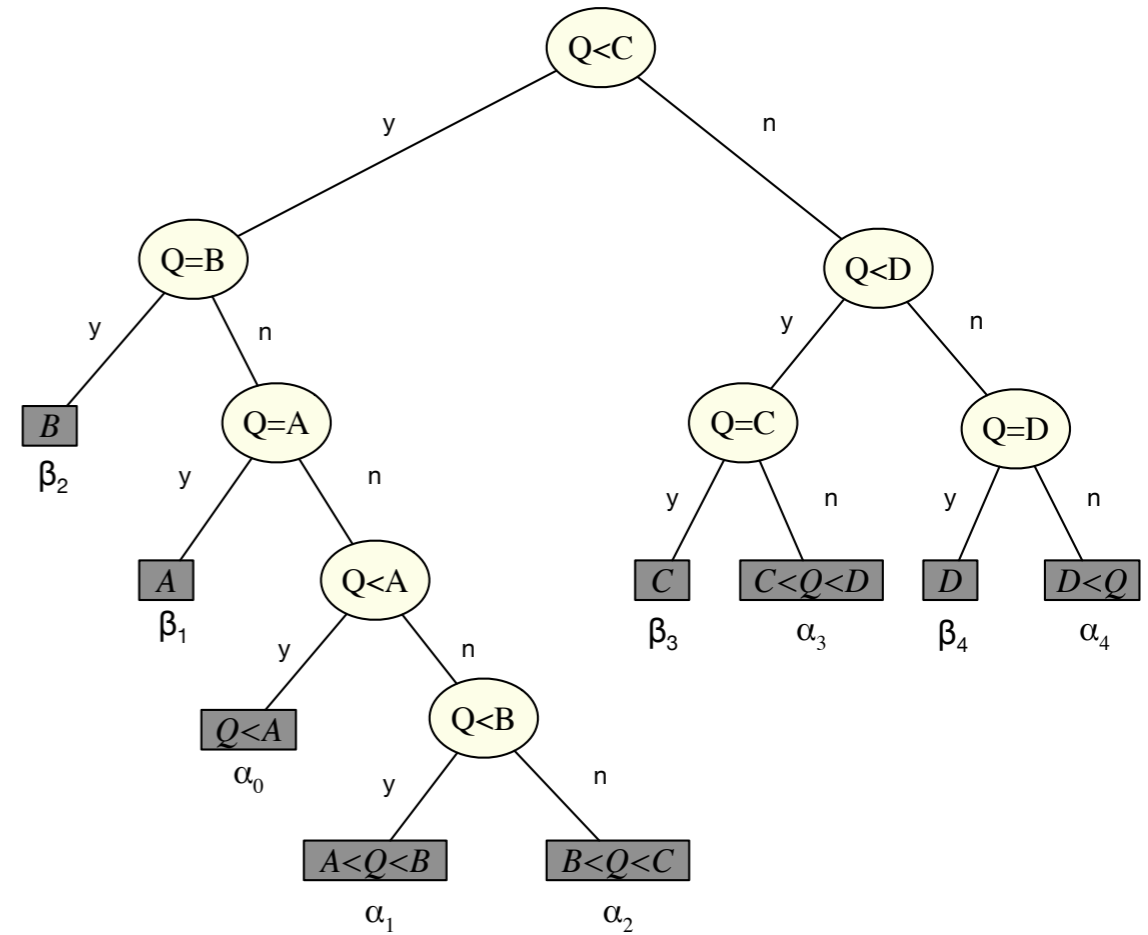 Q<C
y n
Q=B Q<D
y n y n
B Q=A Q=C Q=D
β₂ y n y n y n
A Q<A C C<Q<D D D<Q
β₁ β₃ α₃ β₄ α₄
y n
Q<A Q<B
α₀ y n
A<Q<B B<Q<C
α₁ α₂